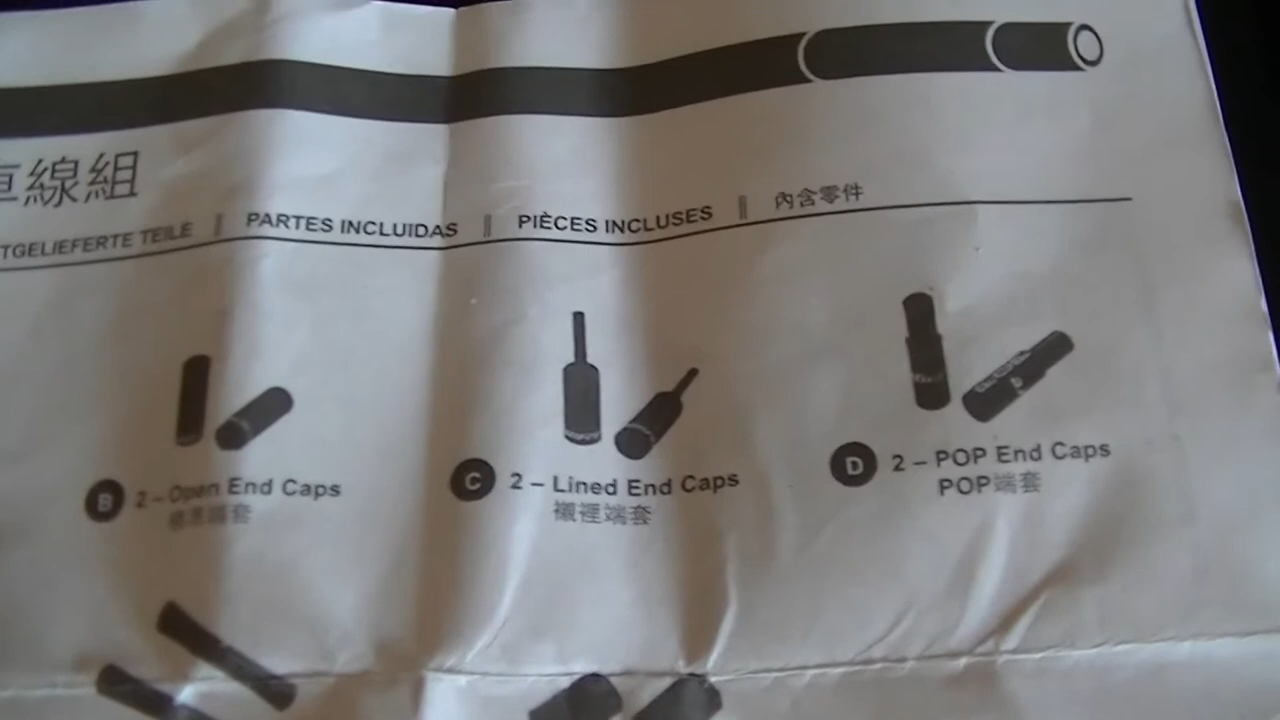 車線組
TGELIEFERTE TEILE || PARTES INCLUIDAS || PIÈCES INCLUSES || 內含零件
B 2 – Open End Caps
C 2 – Lined End Caps
襯裡端套
D 2 – POP End Caps
POP端套